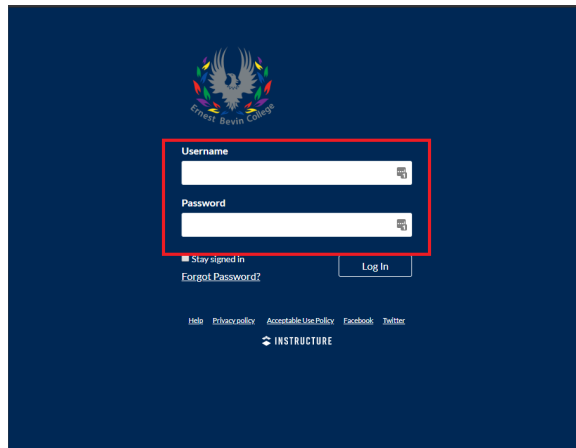 Ernest Bevin College
Username
Password
Stay signed in
Log In
Forgot Password?
Help Privacy policy Acceptable Use Policy Facebook Twitter
INSTRUCTURE